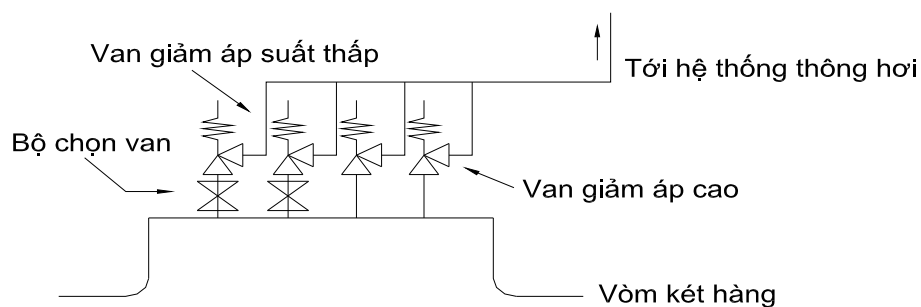 Van giảm áp suất thấp
Tới hệ thống thông hơi
Bộ chọn van
Van giảm áp cao
Vòm két hàng